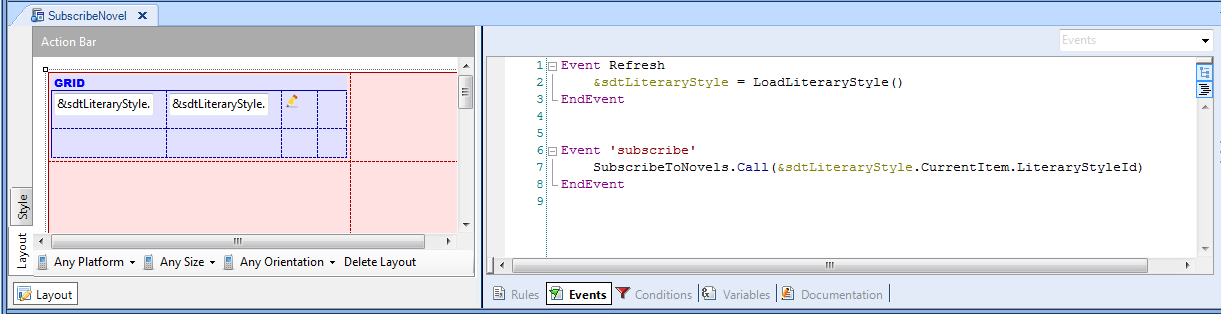 SubscribeNovel
Action Bar
GRID
&sdtLiteraryStyle. &sdtLiteraryStyle.
Style
Layout
Any Platform Any Size Any Orientation Delete Layout
Layout
Events
1 Event Refresh
2 &sdtLiteraryStyle = LoadLiteraryStyle()
3 EndEvent
4
5
6 Event 'subscribe'
7 SubscribeToNovels.Call(&sdtLiteraryStyle.CurrentItem.LiteraryStyleId)
8 EndEvent
9
Rules Events Conditions Variables Documentation